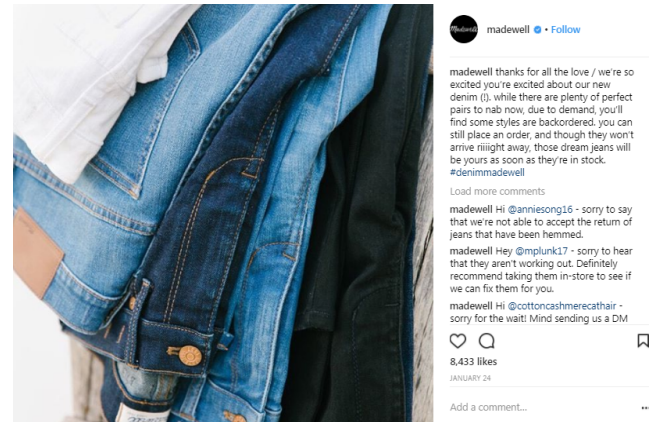 Madewell
madewell • Follow
madewell thanks for all the love / we're so
excited you're excited about our new
denim (!). while there are plenty of perfect
pairs to nab now, due to demand, you'll
find some styles are backordered. you can
still place an order, and though they won't
arrive riiiight away, those dream jeans will
be yours as soon as they're in stock.
#denimmadewell
Load more comments
madewell Hi @anniesong16 - sorry to say
that we're not able to accept the return of
jeans that have been hemmed.
madewell Hey @mplunk17 - sorry to hear
that they aren't working out. Definitely
recommend taking them in-store to see if
we can fix them for you.
madewell Hi @cottoncashmerecathair -
sorry for the wait! Mind sending us a DM
8,433 likes
JANUARY 24
Add a comment...